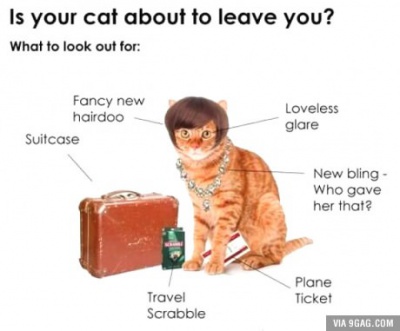 Is your cat about to leave you?
What to look out for:
Fancy new
hairdoo
Loveless
glare
Suitcase
New bling -
Who gave
her that?
SCRABBLE
Travel
Scrabble
Plane
Ticket
VIA 9GAG.COM